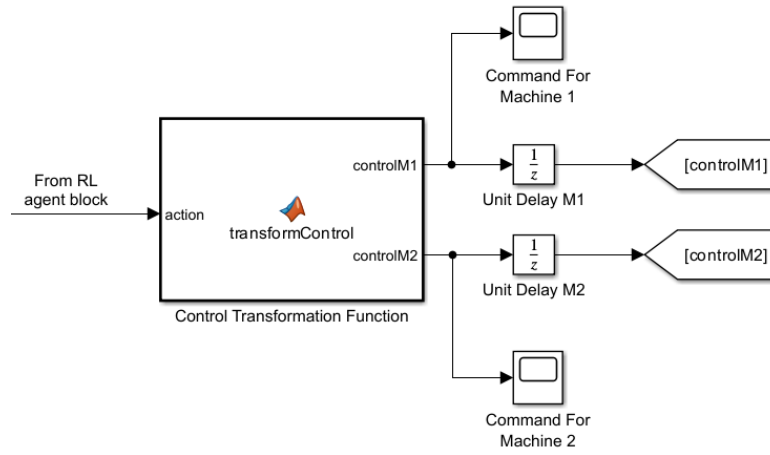 Command For
Machine 1
From RL
agent block
action
transformControl
controlM1
controlM2
Control Transformation Function
1
z
Unit Delay M1
[controlM1]
1
z
Unit Delay M2
[controlM2]
Command For
Machine 2